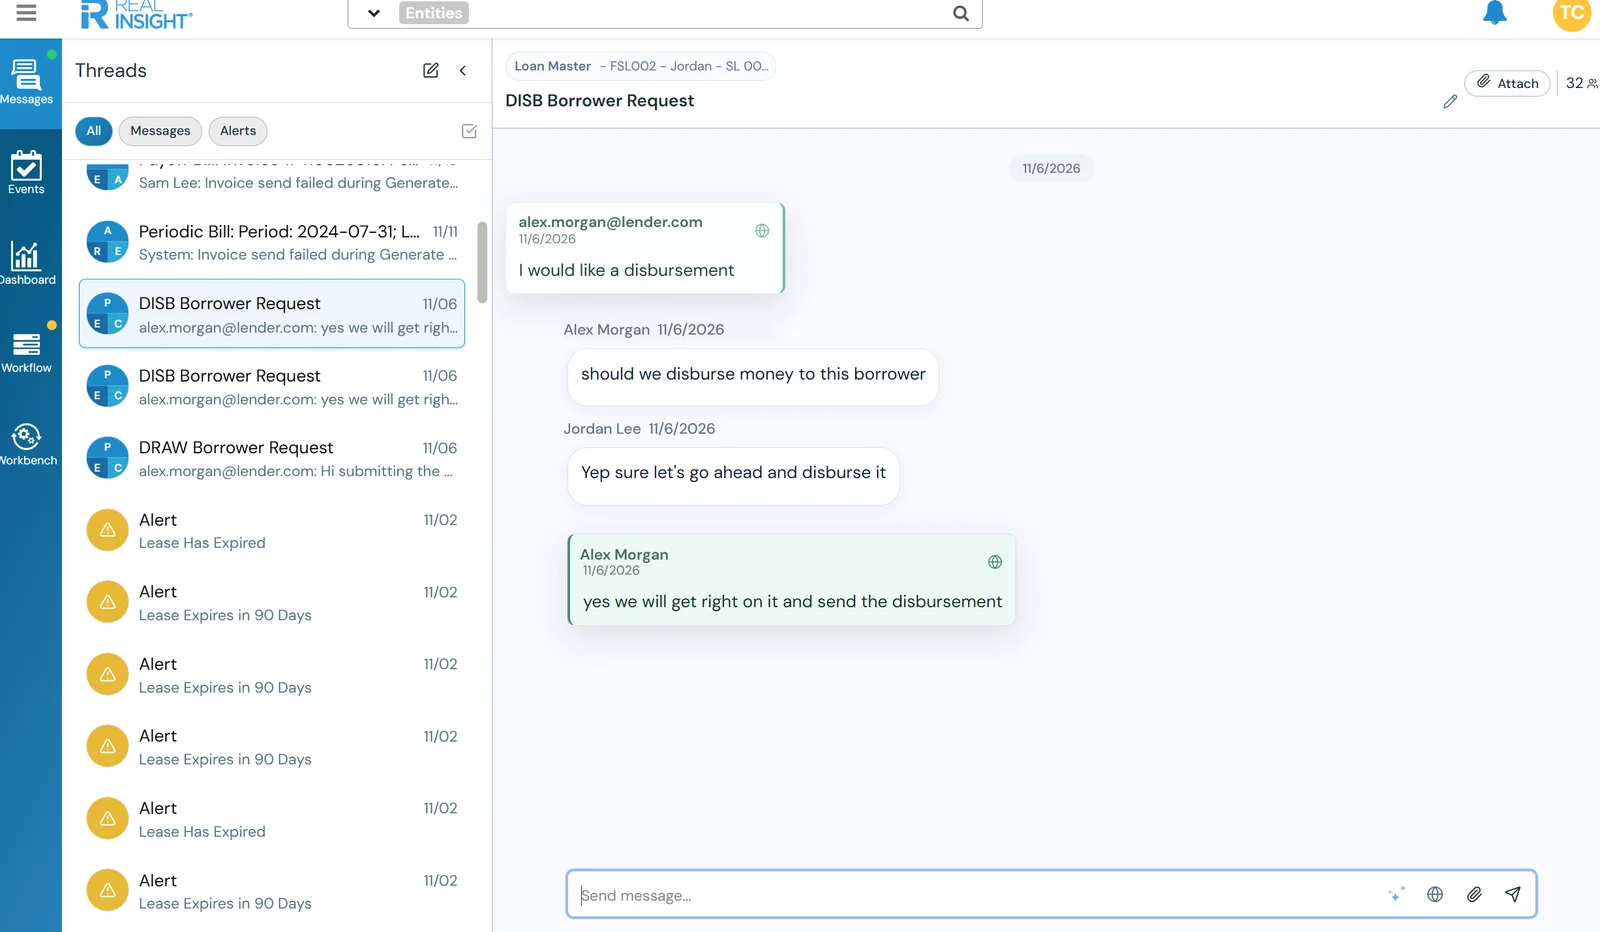 REAL
INSIGHT
Entities
TC
Messages
Events
Dashboard
Workflow
Workbench
Threads
All
Messages
Alerts
E A
Sam Lee: Invoice send failed during Generate...
A
R E
Periodic Bill: Period: 2024-07-31; L... 11/11
System: Invoice send failed during Generate ...
P
E C
DISB Borrower Request 11/06
alex.morgan@lender.com: yes we will get righ...
P
E C
DISB Borrower Request 11/06
alex.morgan@lender.com: yes we will get righ...
P
E C
DRAW Borrower Request 11/06
alex.morgan@lender.com: Hi submitting the ...
Alert 11/02
Lease Has Expired
Alert 11/02
Lease Expires in 90 Days
Alert 11/02
Lease Expires in 90 Days
Alert 11/02
Lease Expires in 90 Days
Alert 11/02
Lease Has Expired
Alert 11/02
Lease Expires in 90 Days
Loan Master - FSL002 - Jordan - SL 00...
DISB Borrower Request
Attach
32
11/6/2026
alex.morgan@lender.com
11/6/2026
I would like a disbursement
Alex Morgan 11/6/2026
should we disburse money to this borrower
Jordan Lee 11/6/2026
Yep sure let's go ahead and disburse it
Alex Morgan
11/6/2026
yes we will get right on it and send the disbursement
Send message...